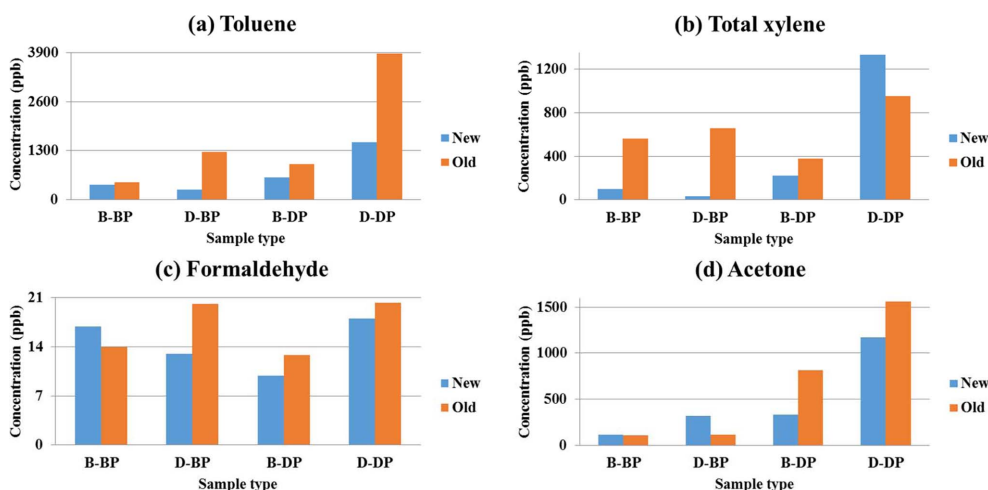 (a) Toluene
Concentration (ppb)
3900
2600
1300
0
B-BP D-BP B-DP D-DP
Sample type
New
Old
(b) Total xylene
Concentration (ppb)
1200
800
400
0
B-BP D-BP B-DP D-DP
Sample type
New
Old
(c) Formaldehyde
Concentration (ppb)
21
14
7
0
B-BP D-BP B-DP D-DP
Sample type
New
Old
(d) Acetone
Concentration (ppb)
1500
1000
500
0
B-BP D-BP B-DP D-DP
Sample type
New
Old